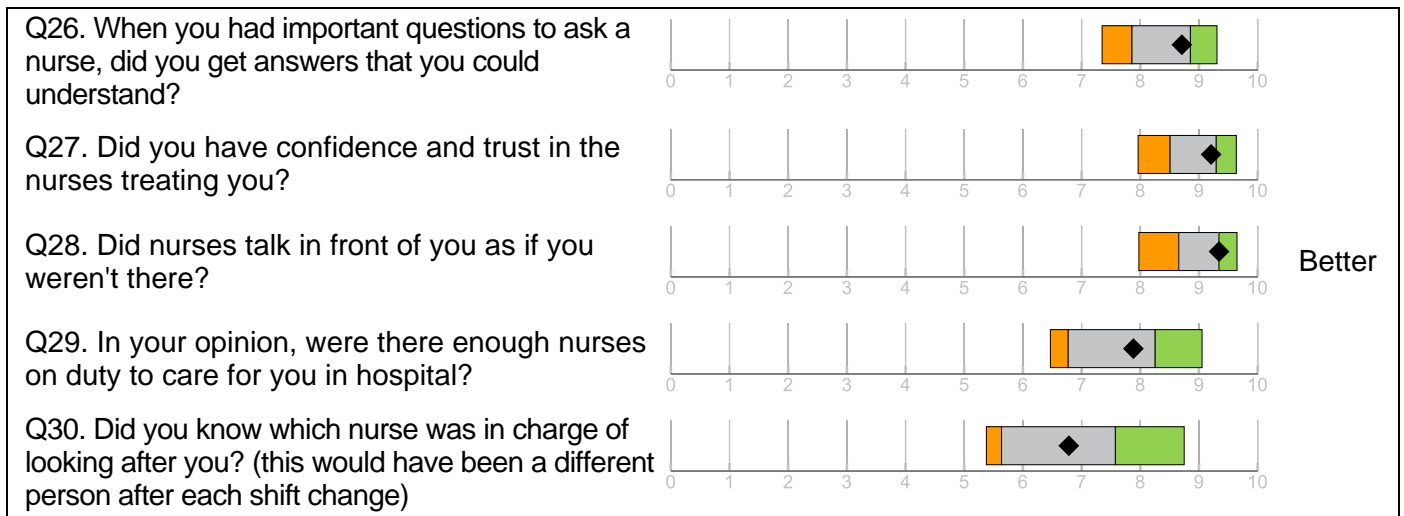 Q26. When you had important questions to ask a
nurse, did you get answers that you could
understand?
0 1 2 3 4 5 6 7 8 9 10
Q27. Did you have confidence and trust in the
nurses treating you?
0 1 2 3 4 5 6 7 8 9 10
Q28. Did nurses talk in front of you as if you
weren't there?
Better
0 1 2 3 4 5 6 7 8 9 10
Q29. In your opinion, were there enough nurses
on duty to care for you in hospital?
0 1 2 3 4 5 6 7 8 9 10
Q30. Did you know which nurse was in charge of
looking after you? (this would have been a different
person after each shift change)
0 1 2 3 4 5 6 7 8 9 10